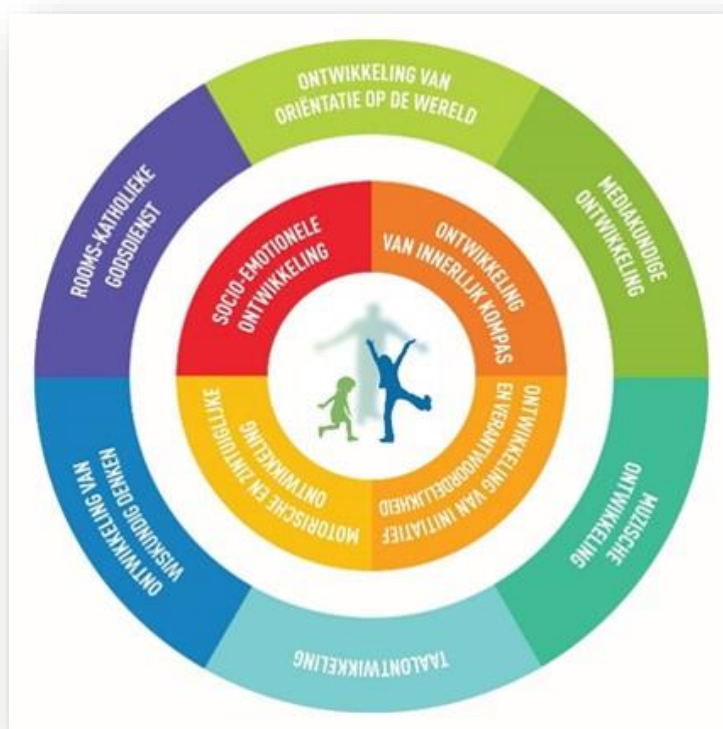 ONTWIKKELING VAN
ORIËNTATIE OP DE WERELD
MEDIAKUNDIGE
ONTWIKKELING
MUZISCHE
ONTWIKKELING
TAALONTWIKKELING
ONTWIKKELING VAN
WISKUNDIG DENKEN
ROOMS-KATHOLIEKE
GODSDIENST
SOCIO-EMOTIONELE
ONTWIKKELING
ONTWIKKELING
VAN INNERLIJK KOMPAS
ONTWIKKELING VAN INITIATIEF
EN VERANTWOORDELIJKHEID
MOTORISCHE EN ZINTUIGLIJKE
ONTWIKKELING